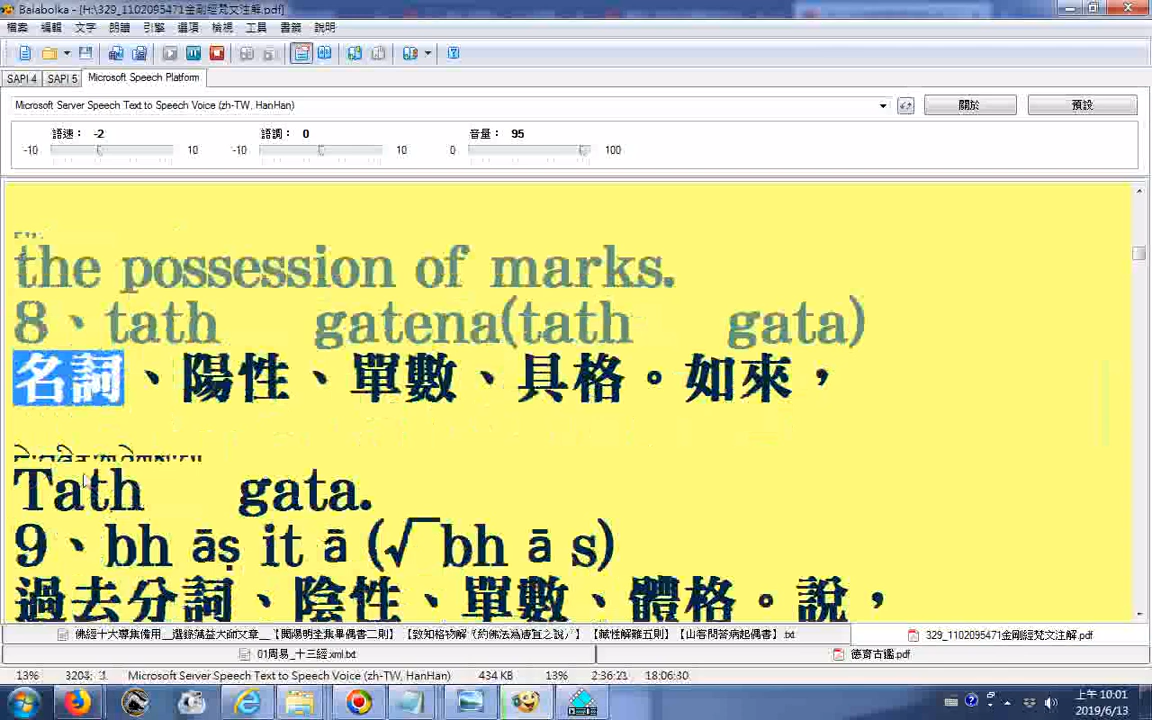 Balabolka - [H:\329_1102095471金剛經梵文注解.pdf]
檔案 編輯 文字 朗讀 引擎 選項 檢視 工具 書籤 說明
SAPI 4 SAPI 5 Microsoft Speech Platform
Microsoft Server Speech Text to Speech Voice (zh-TW, HanHan)
關於 預設
語速： -2 語調： 0 音量： 95
-10 10 -10 10 0 100
the possession of marks.
8、tath gatena(tath gata)
名詞、陽性、單數、具格。如來，
Tath gata.
9、bh āṣ it ā (√bh ā s)
過去分詞、陰性、單數、體格。說，
329_1102095471金剛經梵文注解.pdf
01周易_十三經.xml.txt 德育古鑑.pdf
13% Microsoft Server Speech Text to Speech Voice (zh-TW, HanHan) 434 KB 13% 18:06:30
上午 10:01
2019/6/13